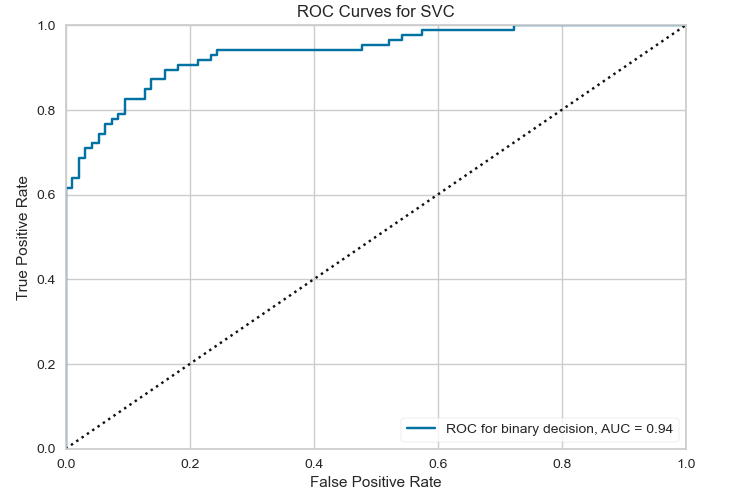 ROC Curves for SVC
1.0
0.8
0.6
0.4
0.2
0.0
True Positive Rate
ROC for binary decision, AUC = 0.94
0.0 0.2 0.4 0.6 0.8 1.0
False Positive Rate